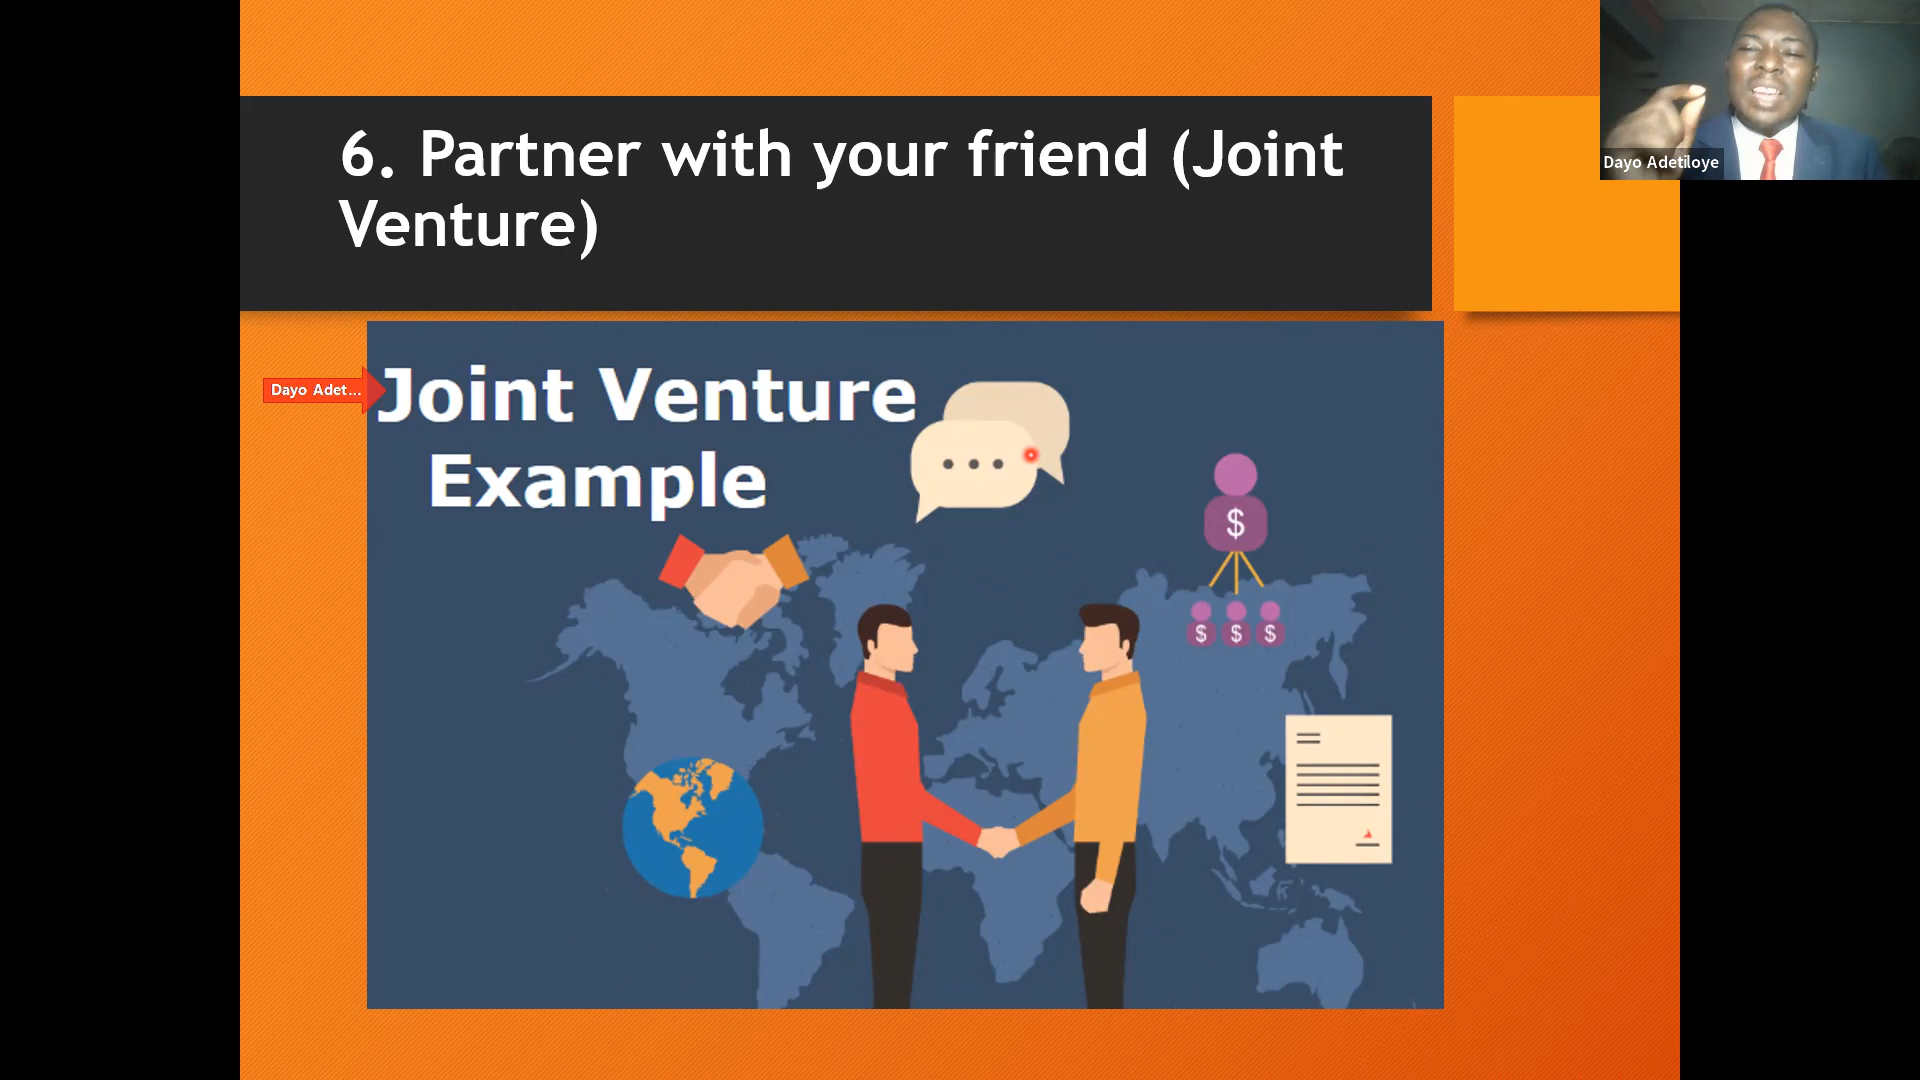 6. Partner with your friend (Joint
Venture)
Dayo Adetiloye
Dayo Adet...
Joint Venture
Example
$
$ $ $